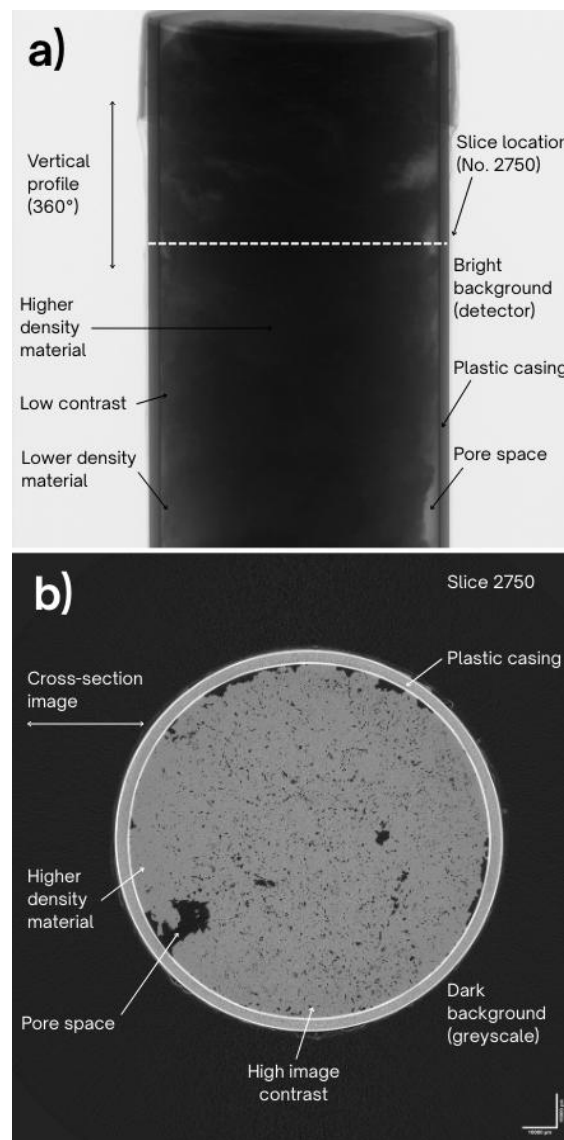 a)
Vertical
profile
(360°)
Slice location
(No. 2750)
Bright
background
(detector)
Higher
density
material
Plastic casing
Low contrast
Lower density
material
Pore space
b)
Slice 2750
Plastic casing
Cross-section
image
Higher
density
material
Pore space
Dark
background
(greyscale)
High image
contrast